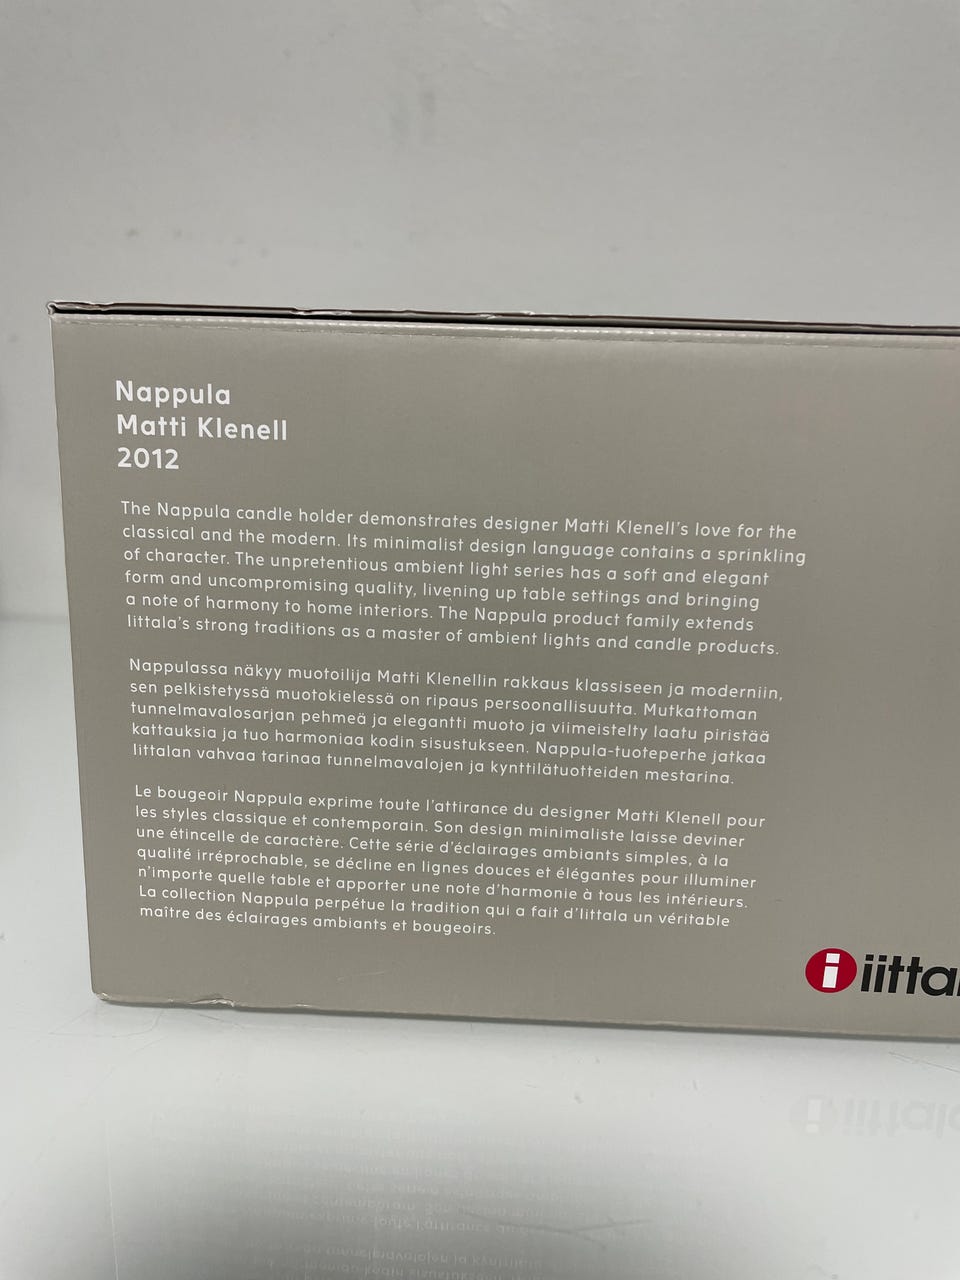 Nappula
Matti Klenell
2012
The Nappula candle holder demonstrates designer Matti Klenell's love for the
classical and the modern. Its minimalist design language contains a sprinkling
of character. The unpretentious ambient light series has a soft and elegant
form and uncompromising quality, livening up table settings and bringing
a note of harmony to home interiors. The Nappula product family extends
Iittala's strong traditions as a master of ambient lights and candle products.
Nappulassa näkyy muotoilija Matti Klenellin rakkaus klassiseen ja moderniin,
sen pelkistetyssä muotokielessä on ripaus persoonallisuutta. Mutkattoman
tunnelmavalosarjan pehmeä ja elegantti muoto ja viimeistelty laatu piristää
kattauksia ja tuo harmoniaa kodin sisustukseen. Nappula-tuoteperhe jatkaa
Iittalan vahvaa tarinaa tunnelmavalojen ja kynttilätuotteiden mestarina.
Le bougeoir Nappula exprime toute l'attirance du designer Matti Klenell pour
les styles classique et contemporain. Son design minimaliste laisse deviner
une étincelle de caractère. Cette série d'éclairages ambiants simples, à la
qualité irréprochable, se décline en lignes douces et élégantes pour illuminer
n'importe quelle table et apporter une note d'harmonie à tous les intérieurs.
La collection Nappula perpétue la tradition qui a fait d'Iittala un véritable
maître des éclairages ambiants et bougeoirs.
i iitta